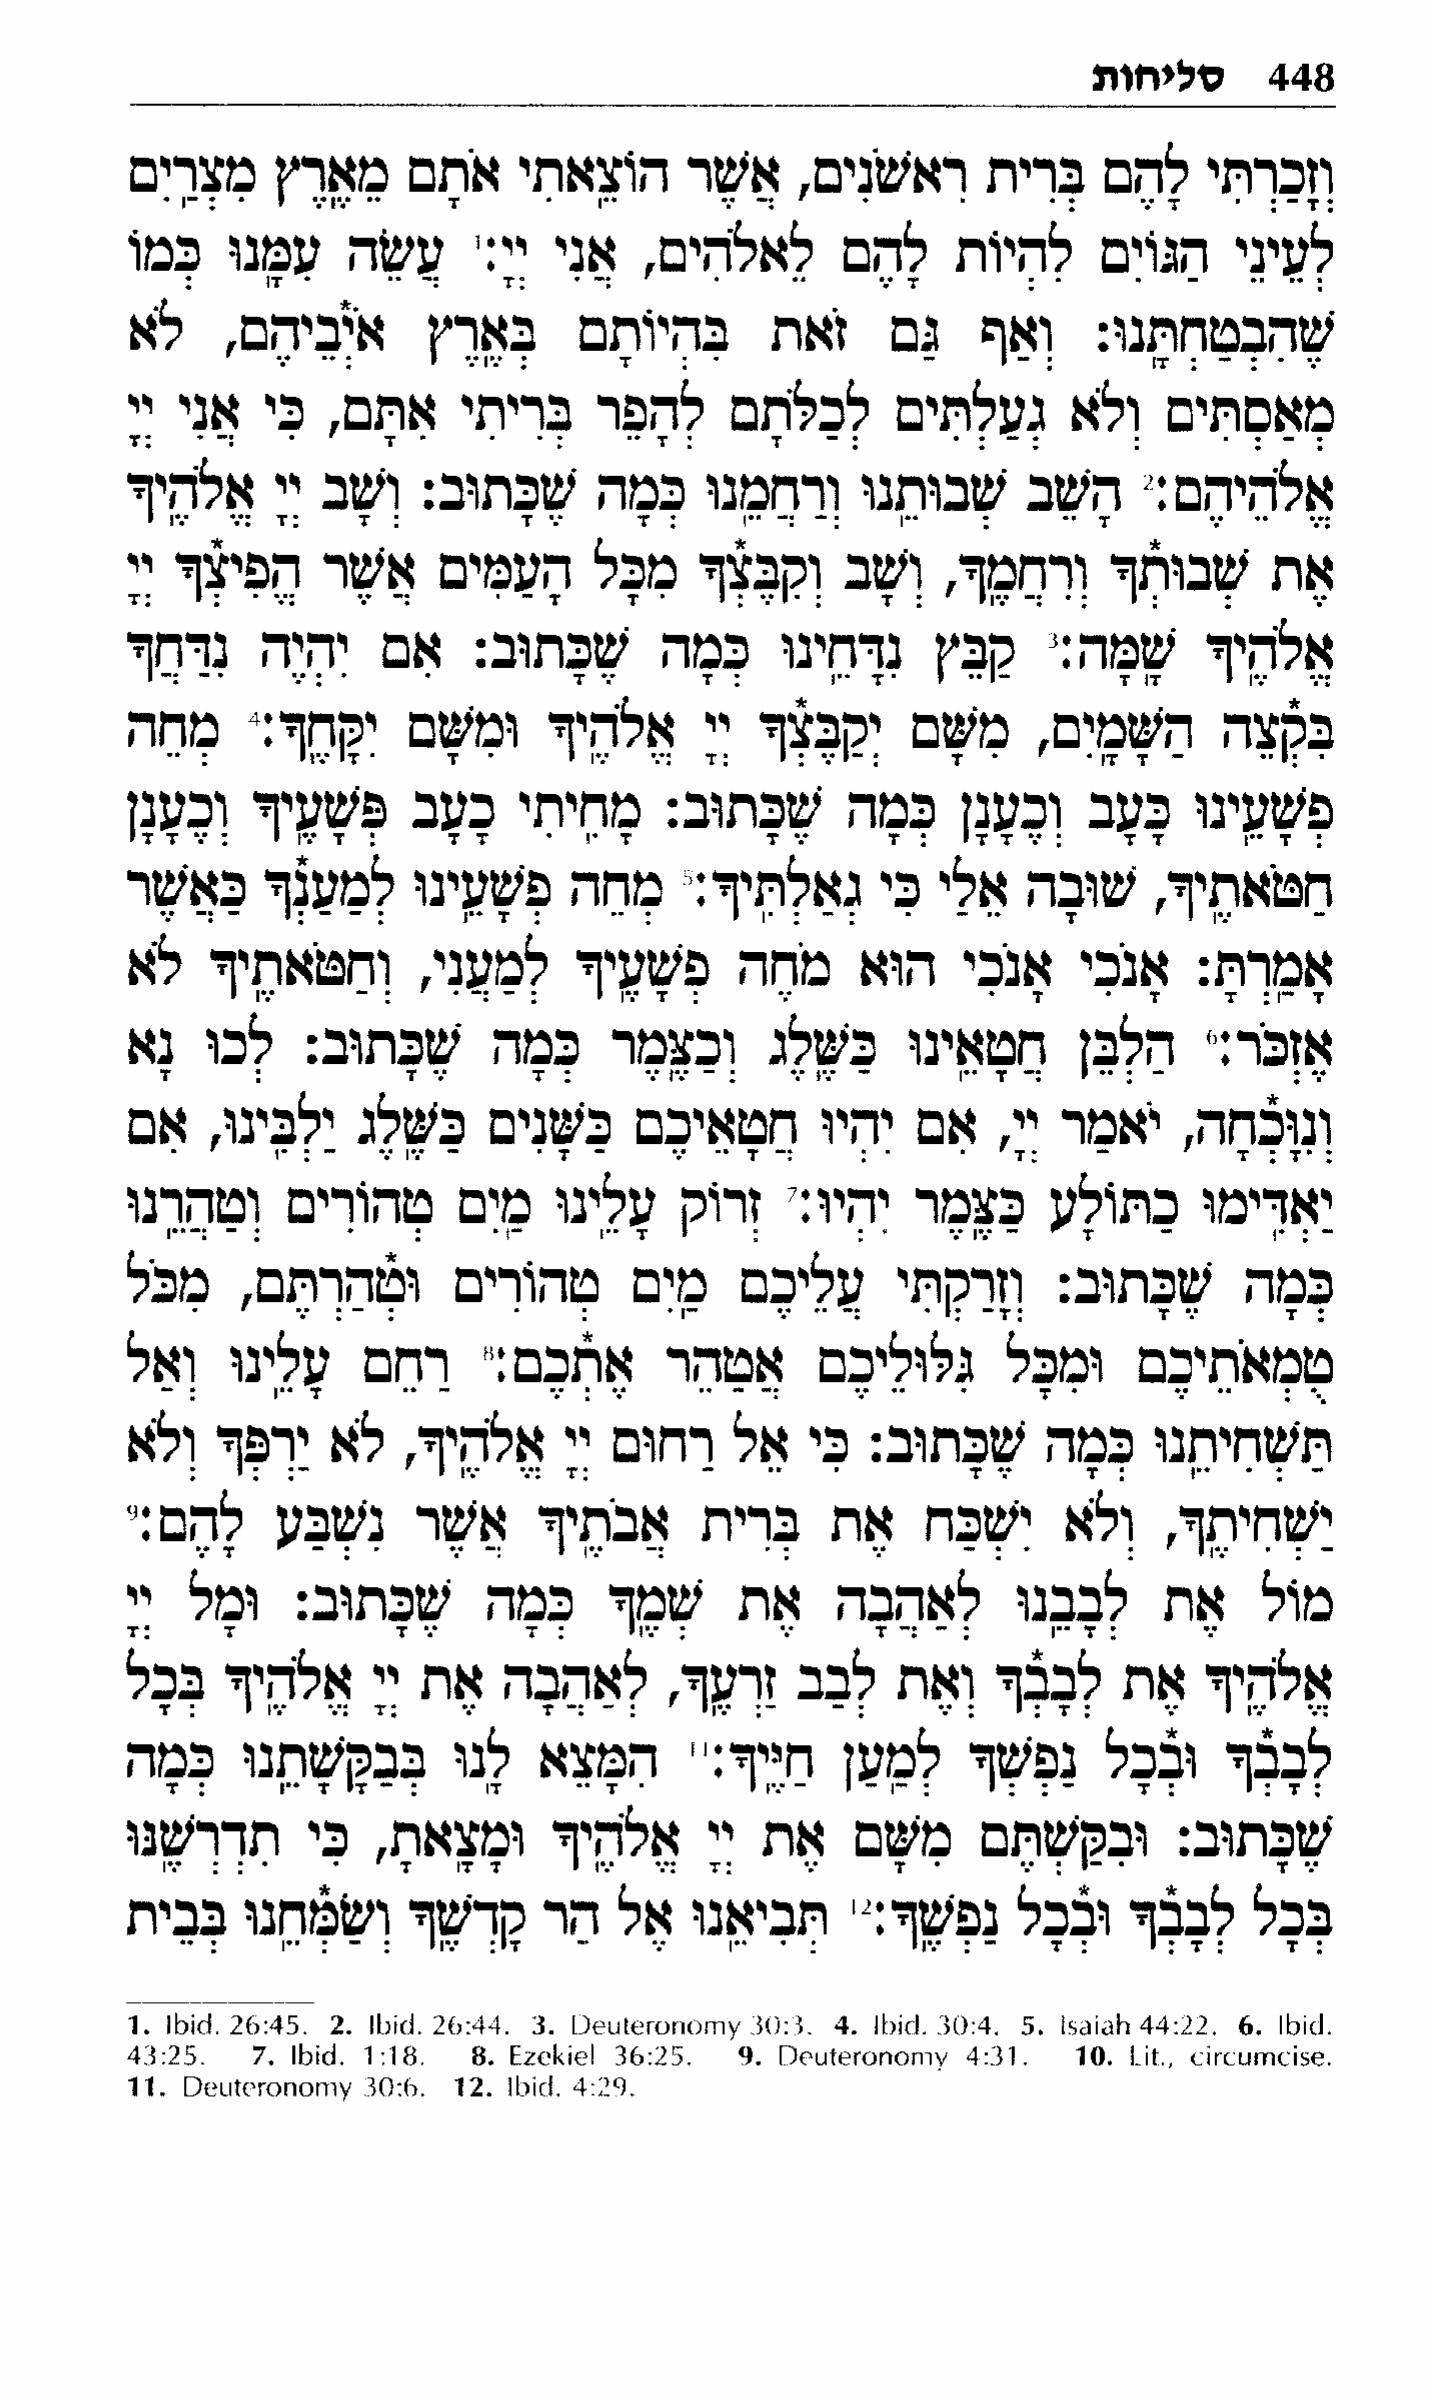 448 סליחות
וְזָכַרְתִּי לָהֶם בְּרִית רִאשֹׁנִים, אֲשֶׁר הוֹצֵאתִי אֹתָם מֵאֶרֶץ מִצְרַיִם
לְעֵינֵי הַגּוֹיִם לִהְיוֹת לָהֶם לֵאלֹהִים, אֲנִי יְיָ:¹ עֲשֵׂה עִמָּנוּ כְּמוֹ
שֶׁהִבְטַחְתָּנוּ: וְאַף גַּם זֹאת בִּהְיוֹתָם בְּאֶרֶץ אֹ֗יְבֵיהֶם, לֹא
מְאַסְתִּים וְלֹא גְעַלְתִּים לְכַלֹּתָם לְהָפֵר בְּרִיתִי אִתָּם, כִּי אֲנִי יְיָ
אֱלֹהֵיהֶם:² הָשֵׁב שְׁבוּתֵנוּ וְרַחֲמֵנוּ כְּמָה שֶׁכָּתוּב: וְשָׁב יְיָ אֱלֹהֶיךָ
אֶת שְׁבוּתְ*ךָ וְרִחֲמֶךָ, וְשָׁב וְקִבֶּצְ*ךָ מִכָּל הָעַמִּים אֲשֶׁר הֱפִיצְ*ךָ יְיָ
אֱלֹהֶיךָ שָׁמָּה:³ קַבֵּץ נִדָּחֵינוּ כְּמָה שֶׁכָּתוּב: אִם יִהְיֶה נִדַּחֲךָ
בִּקְ*צֵה הַשָּׁמָיִם, מִשָּׁם יְקַבֶּצְ*ךָ יְיָ אֱלֹהֶיךָ וּמִשָּׁם יִקָּחֶךָ:⁴ מְחֵה
פְשָׁעֵינוּ כָּעָב וְכֶעָנָן כְּמָה שֶׁכָּתוּב: מָחִיתִי כָעָב פְּשָׁעֶיךָ וְכֶעָנָן
חַטֹּאתֶיךָ, שׁוּבָה אֵלַי כִּי גְאַלְתִּיךָ:⁵ מְחֵה פְשָׁעֵינוּ לְמַעַנְ*ךָ כַּאֲשֶׁר
אָמַרְתָּ: אָנֹכִי אָנֹכִי הוּא מֹחֶה פְשָׁעֶיךָ לְמַעֲנִי, וְחַטֹּאתֶיךָ לֹא
אֶזְכֹּר:⁶ הַלְבֵּן חֲטָאֵינוּ כַּשֶּׁלֶג וְכַצֶּמֶר כְּמָה שֶׁכָּתוּב: לְכוּ נָא
וְנִוָּכְ*חָה, יֹאמַר יְיָ, אִם יִהְיוּ חֲטָאֵיכֶם כַּשָּׁנִים כַּשֶּׁלֶג יַלְבִּינוּ, אִם
יַאְדִּימוּ כַתּוֹלָע כַּצֶּמֶר יִהְיוּ:⁷ זְרוֹק עָלֵינוּ מַיִם טְהוֹרִים וְטַהֲרֵנוּ
כְּמָה שֶׁכָּתוּב: וְזָרַקְתִּי עֲלֵיכֶם מַיִם טְהוֹרִים וּטְ*הַרְתֶּם, מִכֹּל
טֻמְאֹתֵיכֶם וּמִכָּל גִּלּוּלֵיכֶם אֲטַהֵר אֶתְ*כֶם:⁸ רַחֵם עָלֵינוּ וְאַל
תַּשְׁחִיתֵנוּ כְּמָה שֶׁכָּתוּב: כִּי אֵל רַחוּם יְיָ אֱלֹהֶיךָ, לֹא יַרְפְּךָ וְלֹא
יַשְׁחִיתֶךָ, וְלֹא יִשְׁכַּח אֶת בְּרִית אֲבֹתֶיךָ אֲשֶׁר נִשְׁבַּע לָהֶם:⁹
מוֹל אֶת לְבָבֵנוּ לְאַהֲבָה אֶת שְׁמֶךָ כְּמָה שֶׁכָּתוּב: וּמָל יְיָ
אֱלֹהֶיךָ אֶת לְבָבְ*ךָ וְאֶת לְבַב זַרְעֶךָ, לְאַהֲבָה אֶת יְיָ אֱלֹהֶיךָ בְּכָל
לְבָבְ*ךָ וּבְ*כָל נַפְשְׁךָ לְמַעַן חַיֶּיךָ:¹¹ הִמָּצֵא לָנוּ בְּבַקָּשָׁתֵנוּ כְּמָה
שֶׁכָּתוּב: וּבִקַּשְׁתֶּם מִשָּׁם אֶת יְיָ אֱלֹהֶיךָ וּמָצָאתָ, כִּי תִדְרְשֶׁנּוּ
בְּכָל לְבָבְ*ךָ וּבְ*כָל נַפְשֶׁךָ:¹² תְּבִיאֵנוּ אֶל הַר קָדְשֶׁךָ וְשַׂמְּ*חֵנוּ בְּבֵית
1. Ibid. 26:45. 2. Ibid. 26:44. 3. Deuteronomy 30:3. 4. Ibid. 30:4. 5. Isaiah 44:22. 6. Ibid.
43:25. 7. Ibid. 1:18. 8. Ezekiel 36:25. 9. Deuteronomy 4:31. 10. Lit., circumcise.
11. Deuteronomy 30:6. 12. Ibid. 4:29.